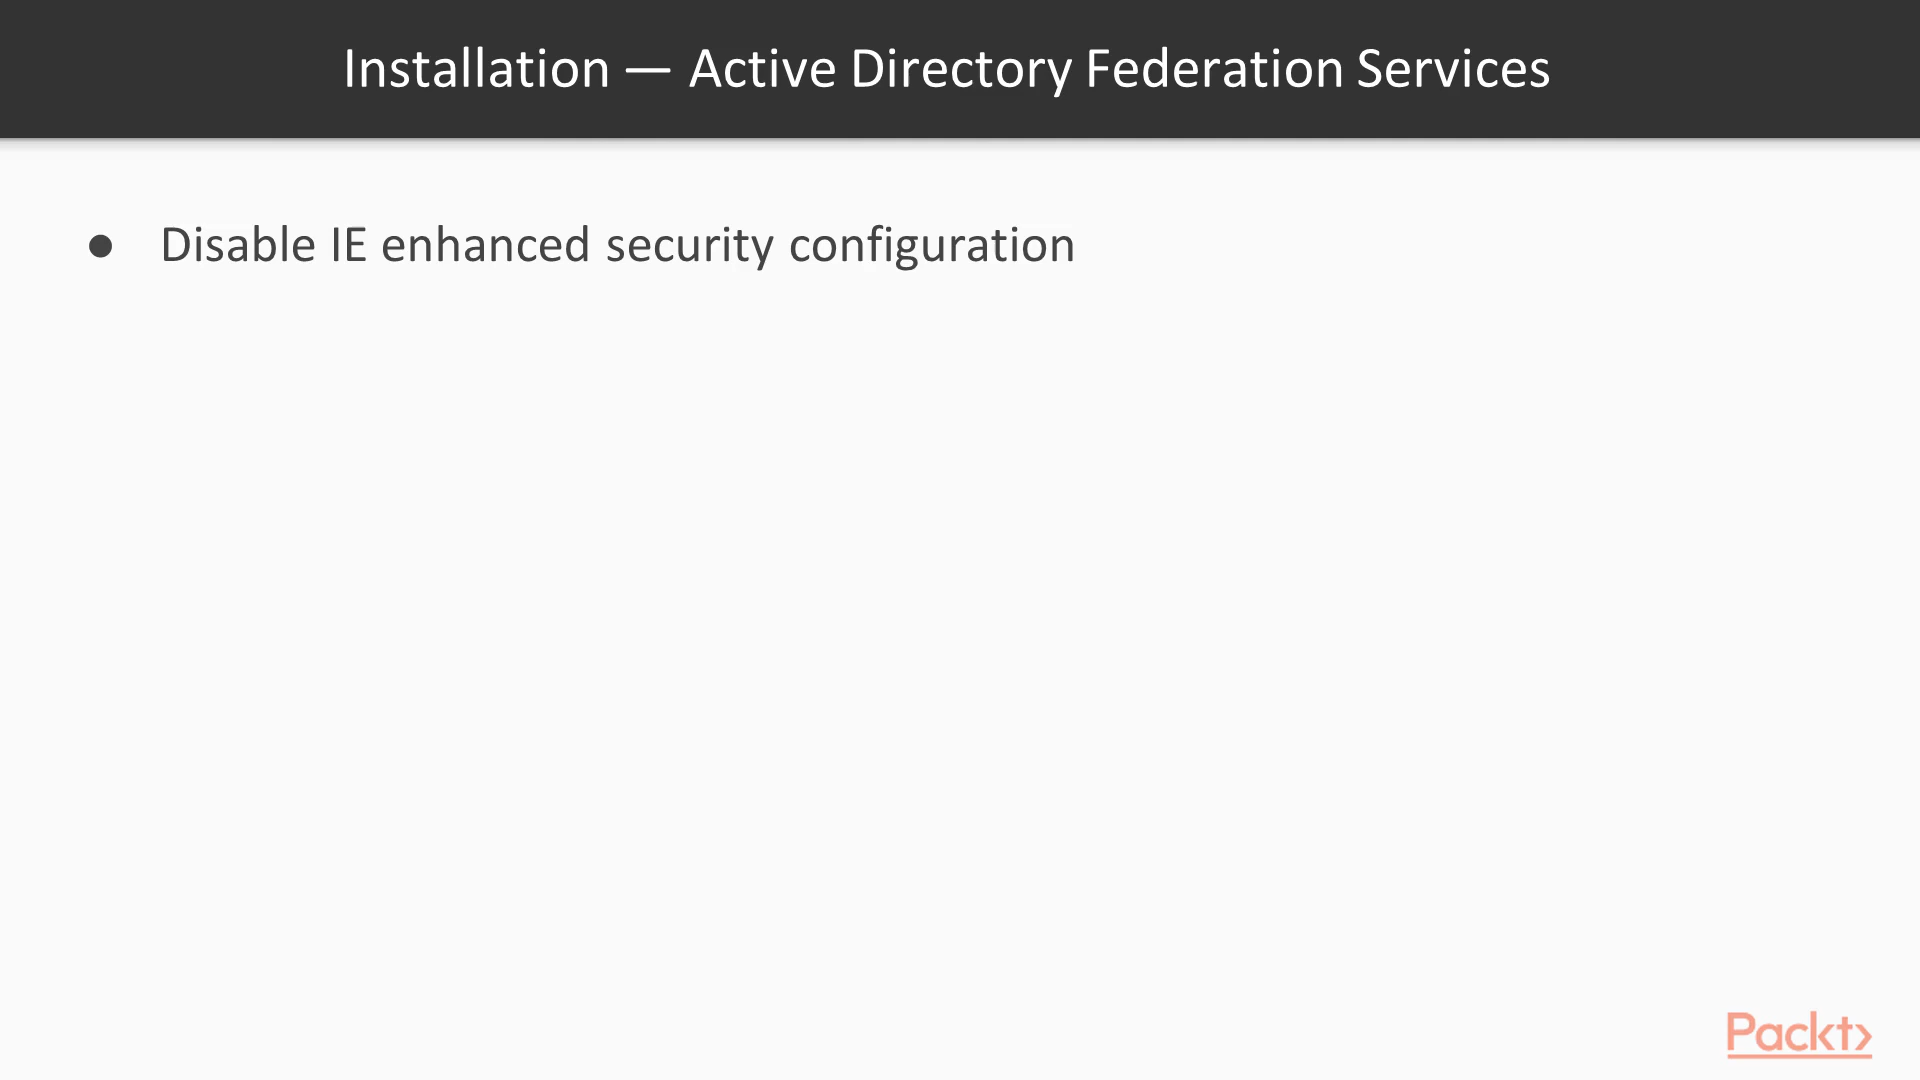 Installation — Active Directory Federation Services
● Disable IE enhanced security configuration
Packt>